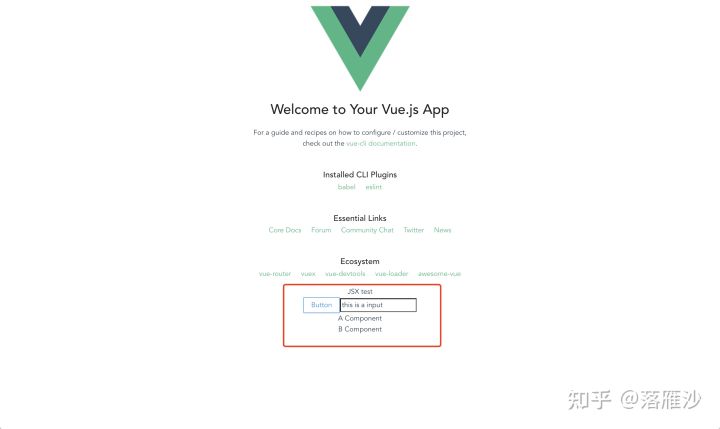 Welcome to Your Vue.js App
For a guide and recipes on how to configure / customize this project,
check out the vue-cli documentation.
Installed CLI Plugins
babel eslint
Essential Links
Core Docs Forum Community Chat Twitter News
Ecosystem
vue-router vuex vue-devtools vue-loader awesome-vue
JSX test
Button this is a input
A Component
B Component
知乎 @落雁沙